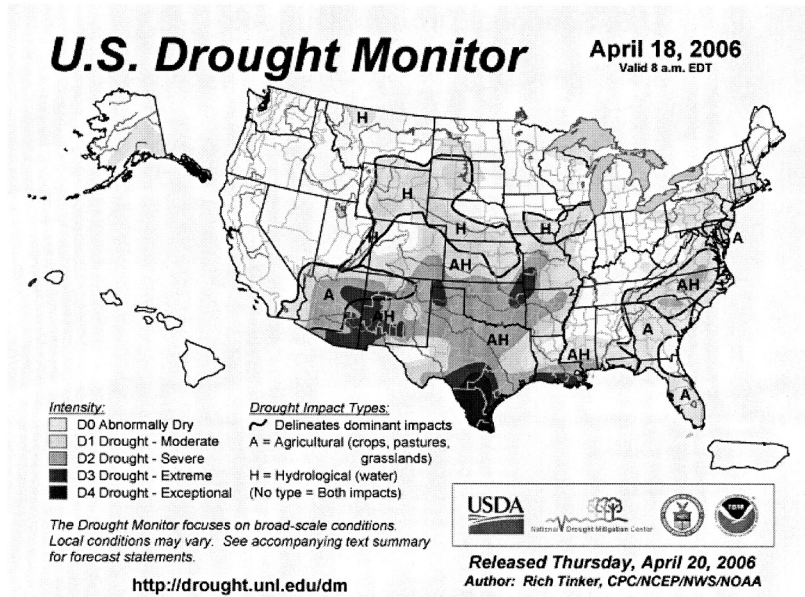 U.S. Drought Monitor
April 18, 2006
Valid 8 a.m. EDT
H
H
H
H
H
AH
A
A
AH
AH
AH
AH
A
A
Intensity:
D0 Abnormally Dry
D1 Drought - Moderate
D2 Drought - Severe
D3 Drought - Extreme
D4 Drought - Exceptional
Drought Impact Types:
Delineates dominant impacts
A = Agricultural (crops, pastures,
grasslands)
H = Hydrological (water)
(No type = Both impacts)
USDA
National Drought Mitigation Center
The Drought Monitor focuses on broad-scale conditions.
Local conditions may vary. See accompanying text summary
for forecast statements.
http://drought.unl.edu/dm
Released Thursday, April 20, 2006
Author: Rich Tinker, CPC/NCEP/NWS/NOAA